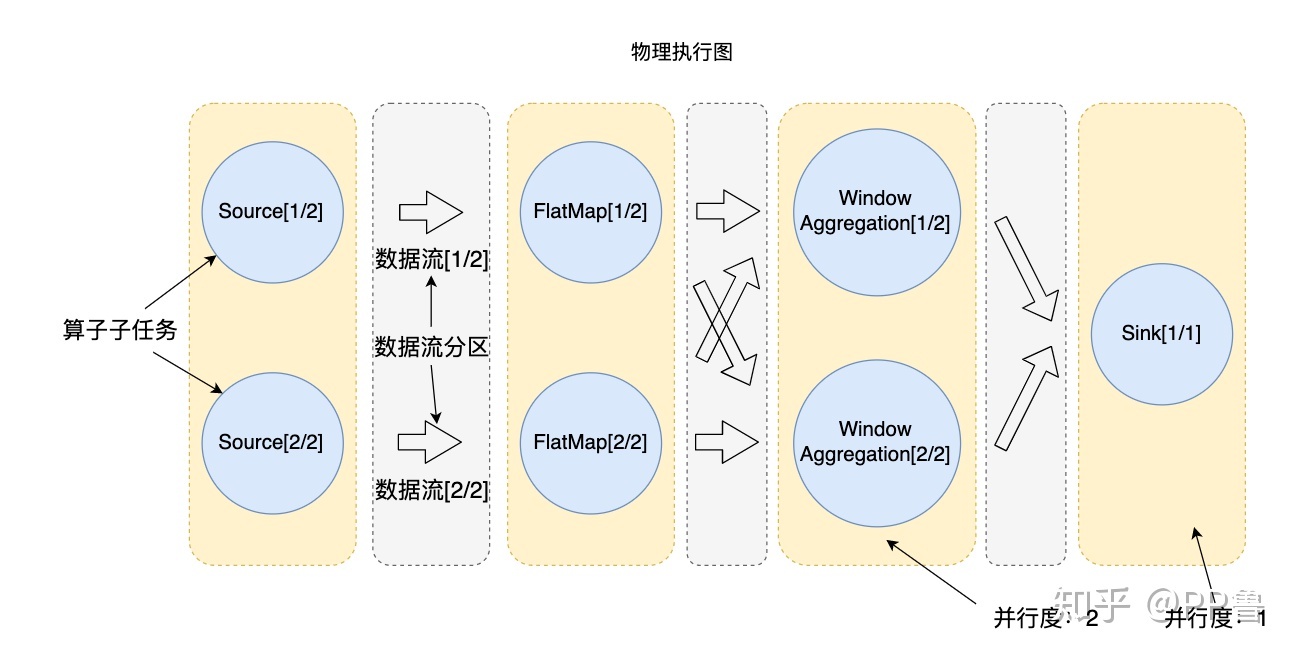 物理执行图
Source[1/2]
FlatMap[1/2]
Window
Aggregation[1/2]
数据流[1/2]
算子子任务
数据流分区
Sink[1/1]
Source[2/2]
FlatMap[2/2]
Window
Aggregation[2/2]
数据流[2/2]
并行度：2
并行度：1
知乎 @PP鲁